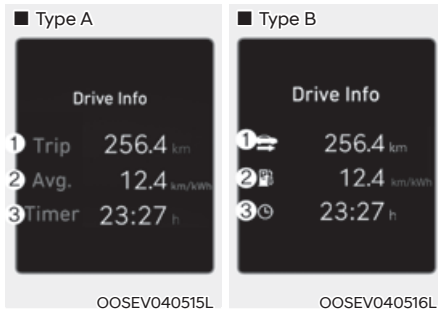 ■ Type A
Drive Info
① Trip 256.4 km
② Avg. 12.4 km/kWh
③ Timer 23:27 h
OOSEV040515L
■ Type B
Drive Info
① 256.4 km
② 12.4 km/kWh
③ 23:27 h
OOSEV040516L